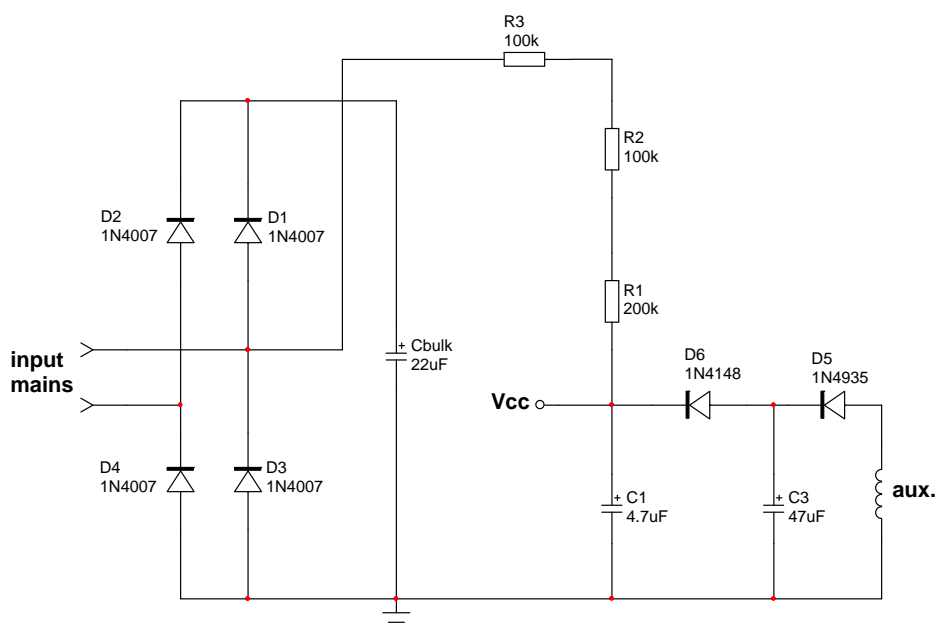 R3
100k
R2
100k
D2
1N4007
D1
1N4007
R1
200k
input
mains
Cbulk
22uF
+
D6
1N4148
D5
1N4935
Vcc
D4
1N4007
D3
1N4007
+
C1
4.7uF
+
C3
47uF
aux.